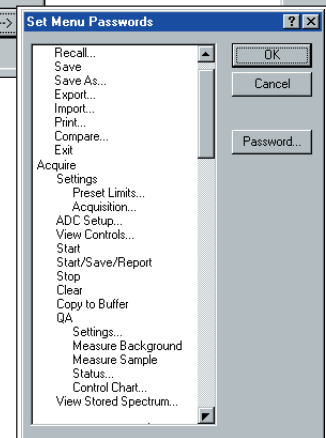 Set Menu Passwords
Recall...
Save
Save As...
Export...
Import...
Print...
Compare...
Exit
Acquire
Settings
Preset Limits...
Acquisition...
ADC Setup...
View Controls...
Start
Start/Save/Report
Stop
Clear
Copy to Buffer
QA
Settings...
Measure Background
Measure Sample
Status...
Control Chart...
View Stored Spectrum...
OK
Cancel
Password...